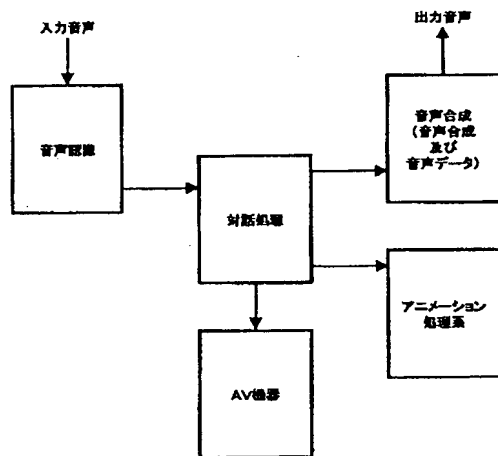 入力音声
出力音声
音声認識
音声合成
(音声合成
及び
音声データ)
対話処理
アニメーション
処理系
AV機器